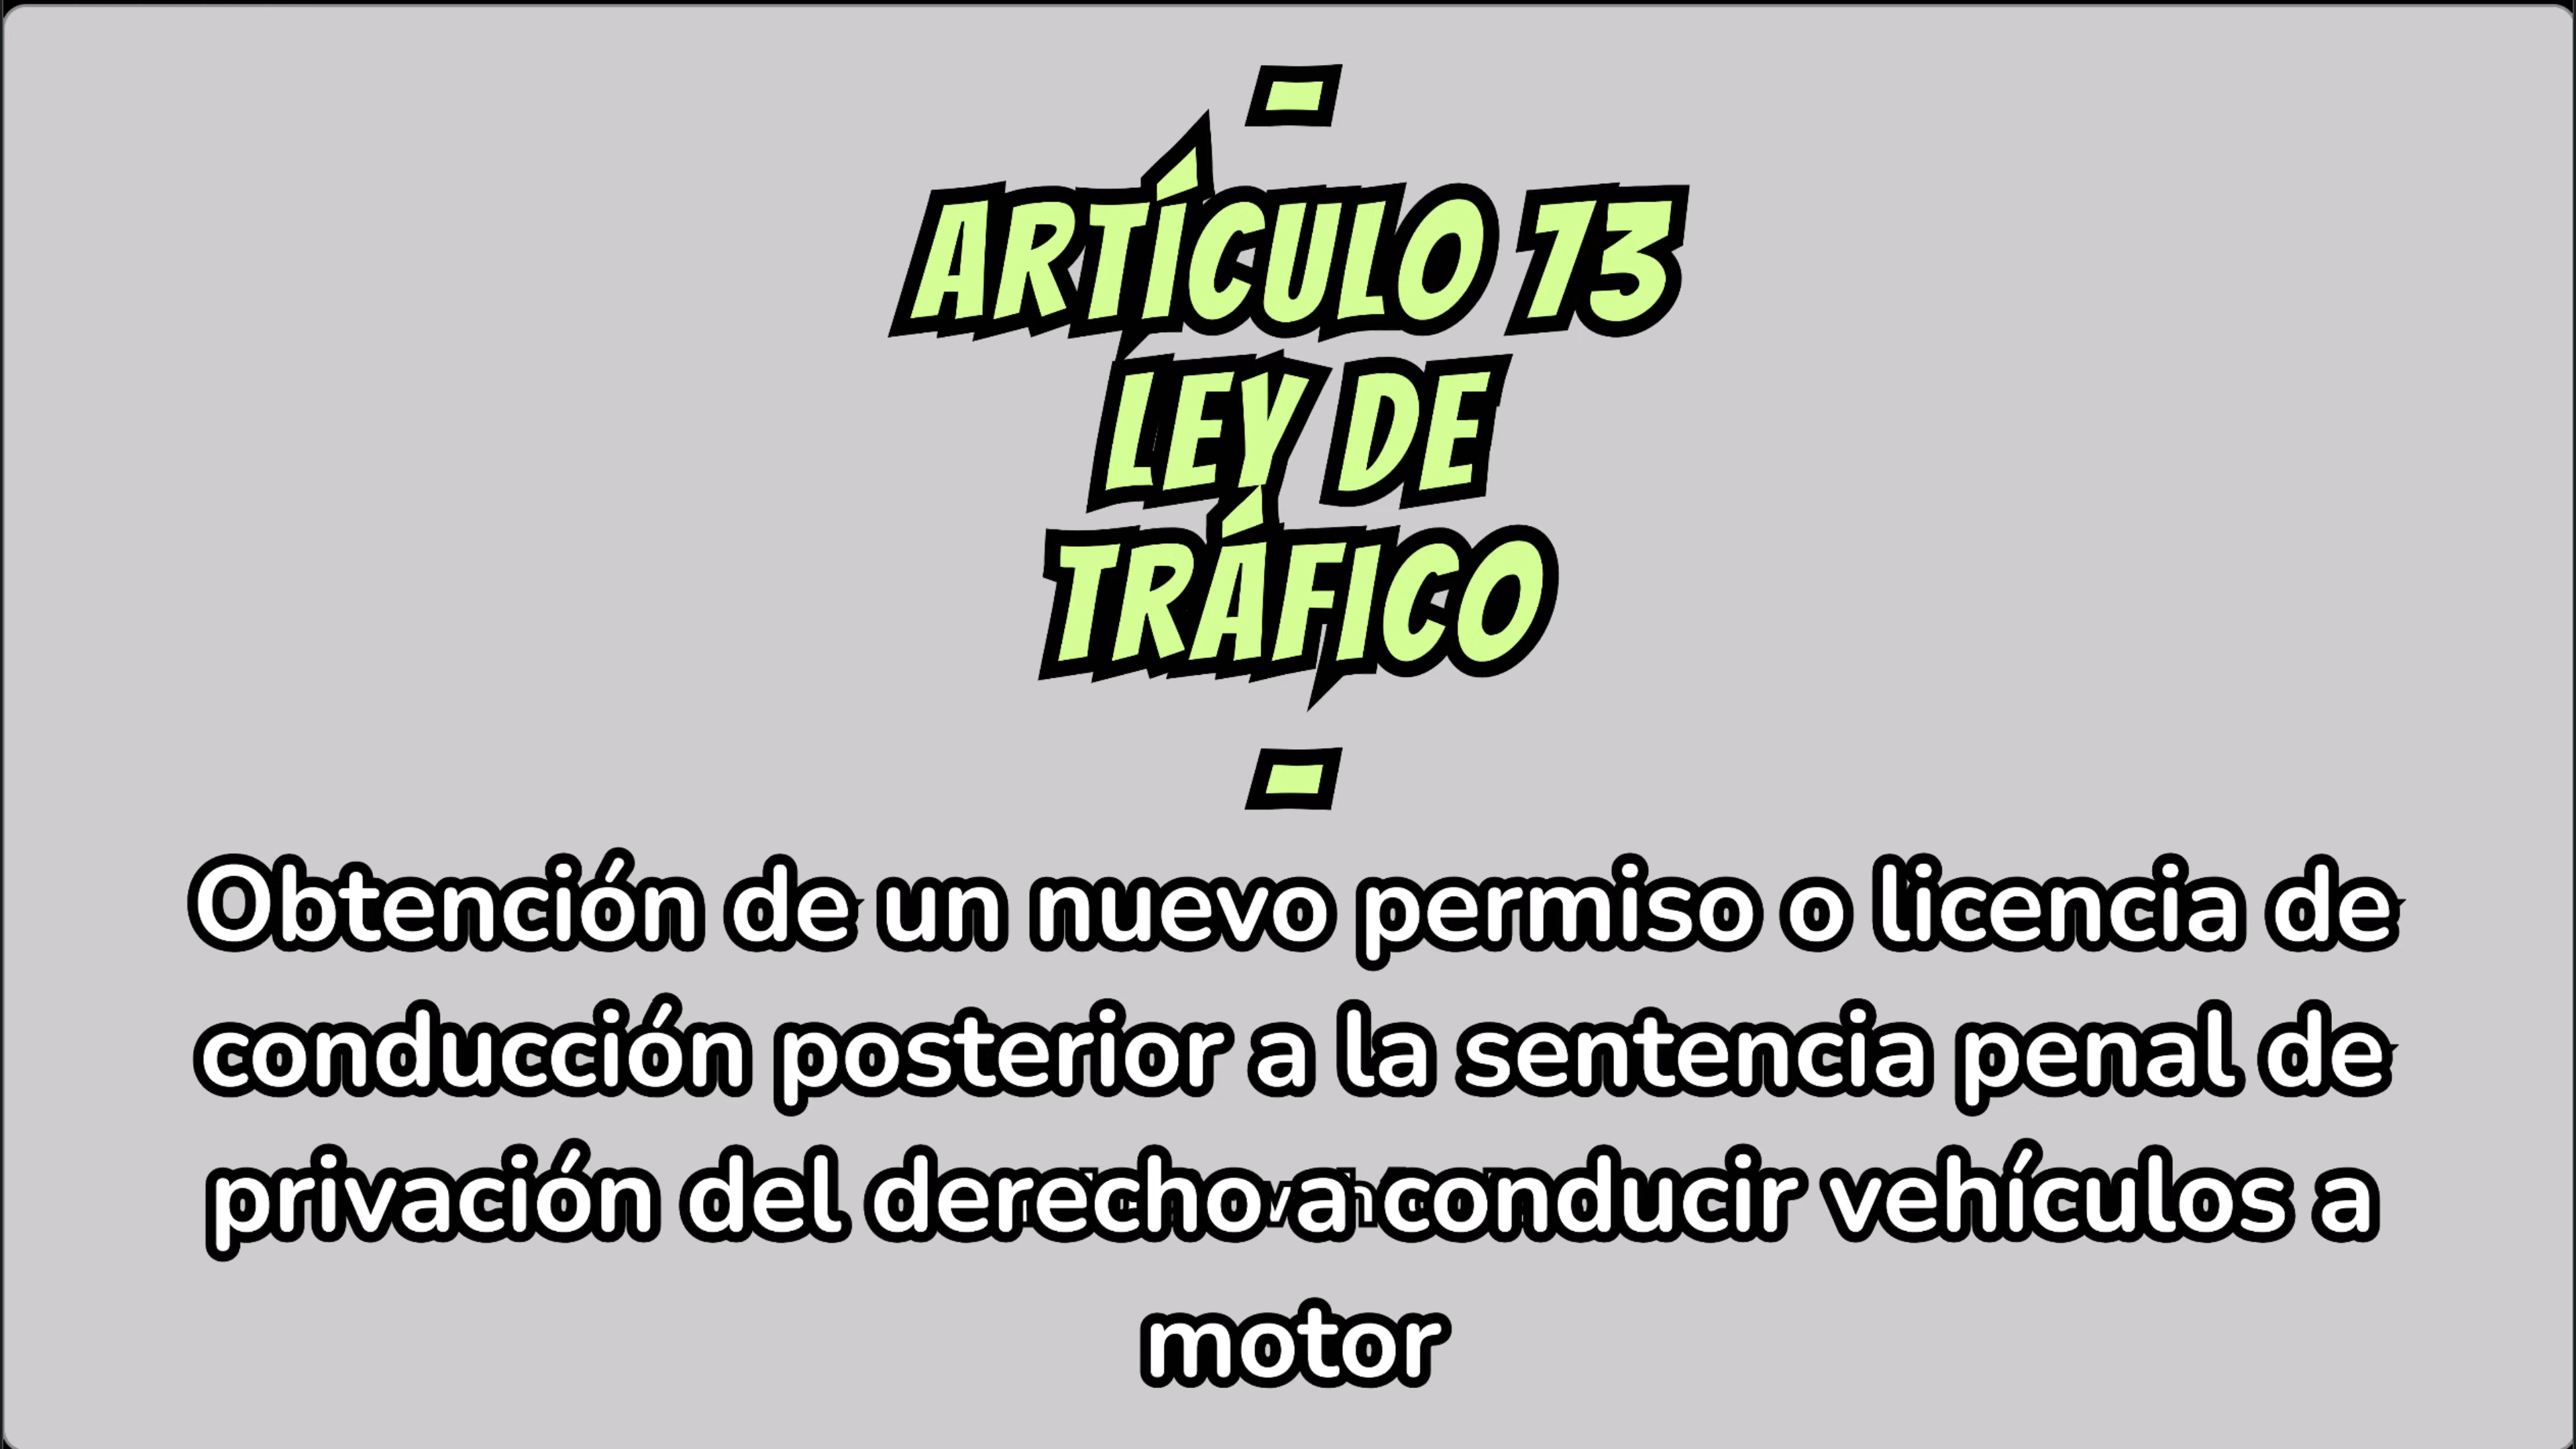 -
ARTÍCULO 73
LEY DE
TRÁFICO
-
Obtención de un nuevo permiso o licencia de
conducción posterior a la sentencia penal de
privación del derecho a conducir vehículos a
motor